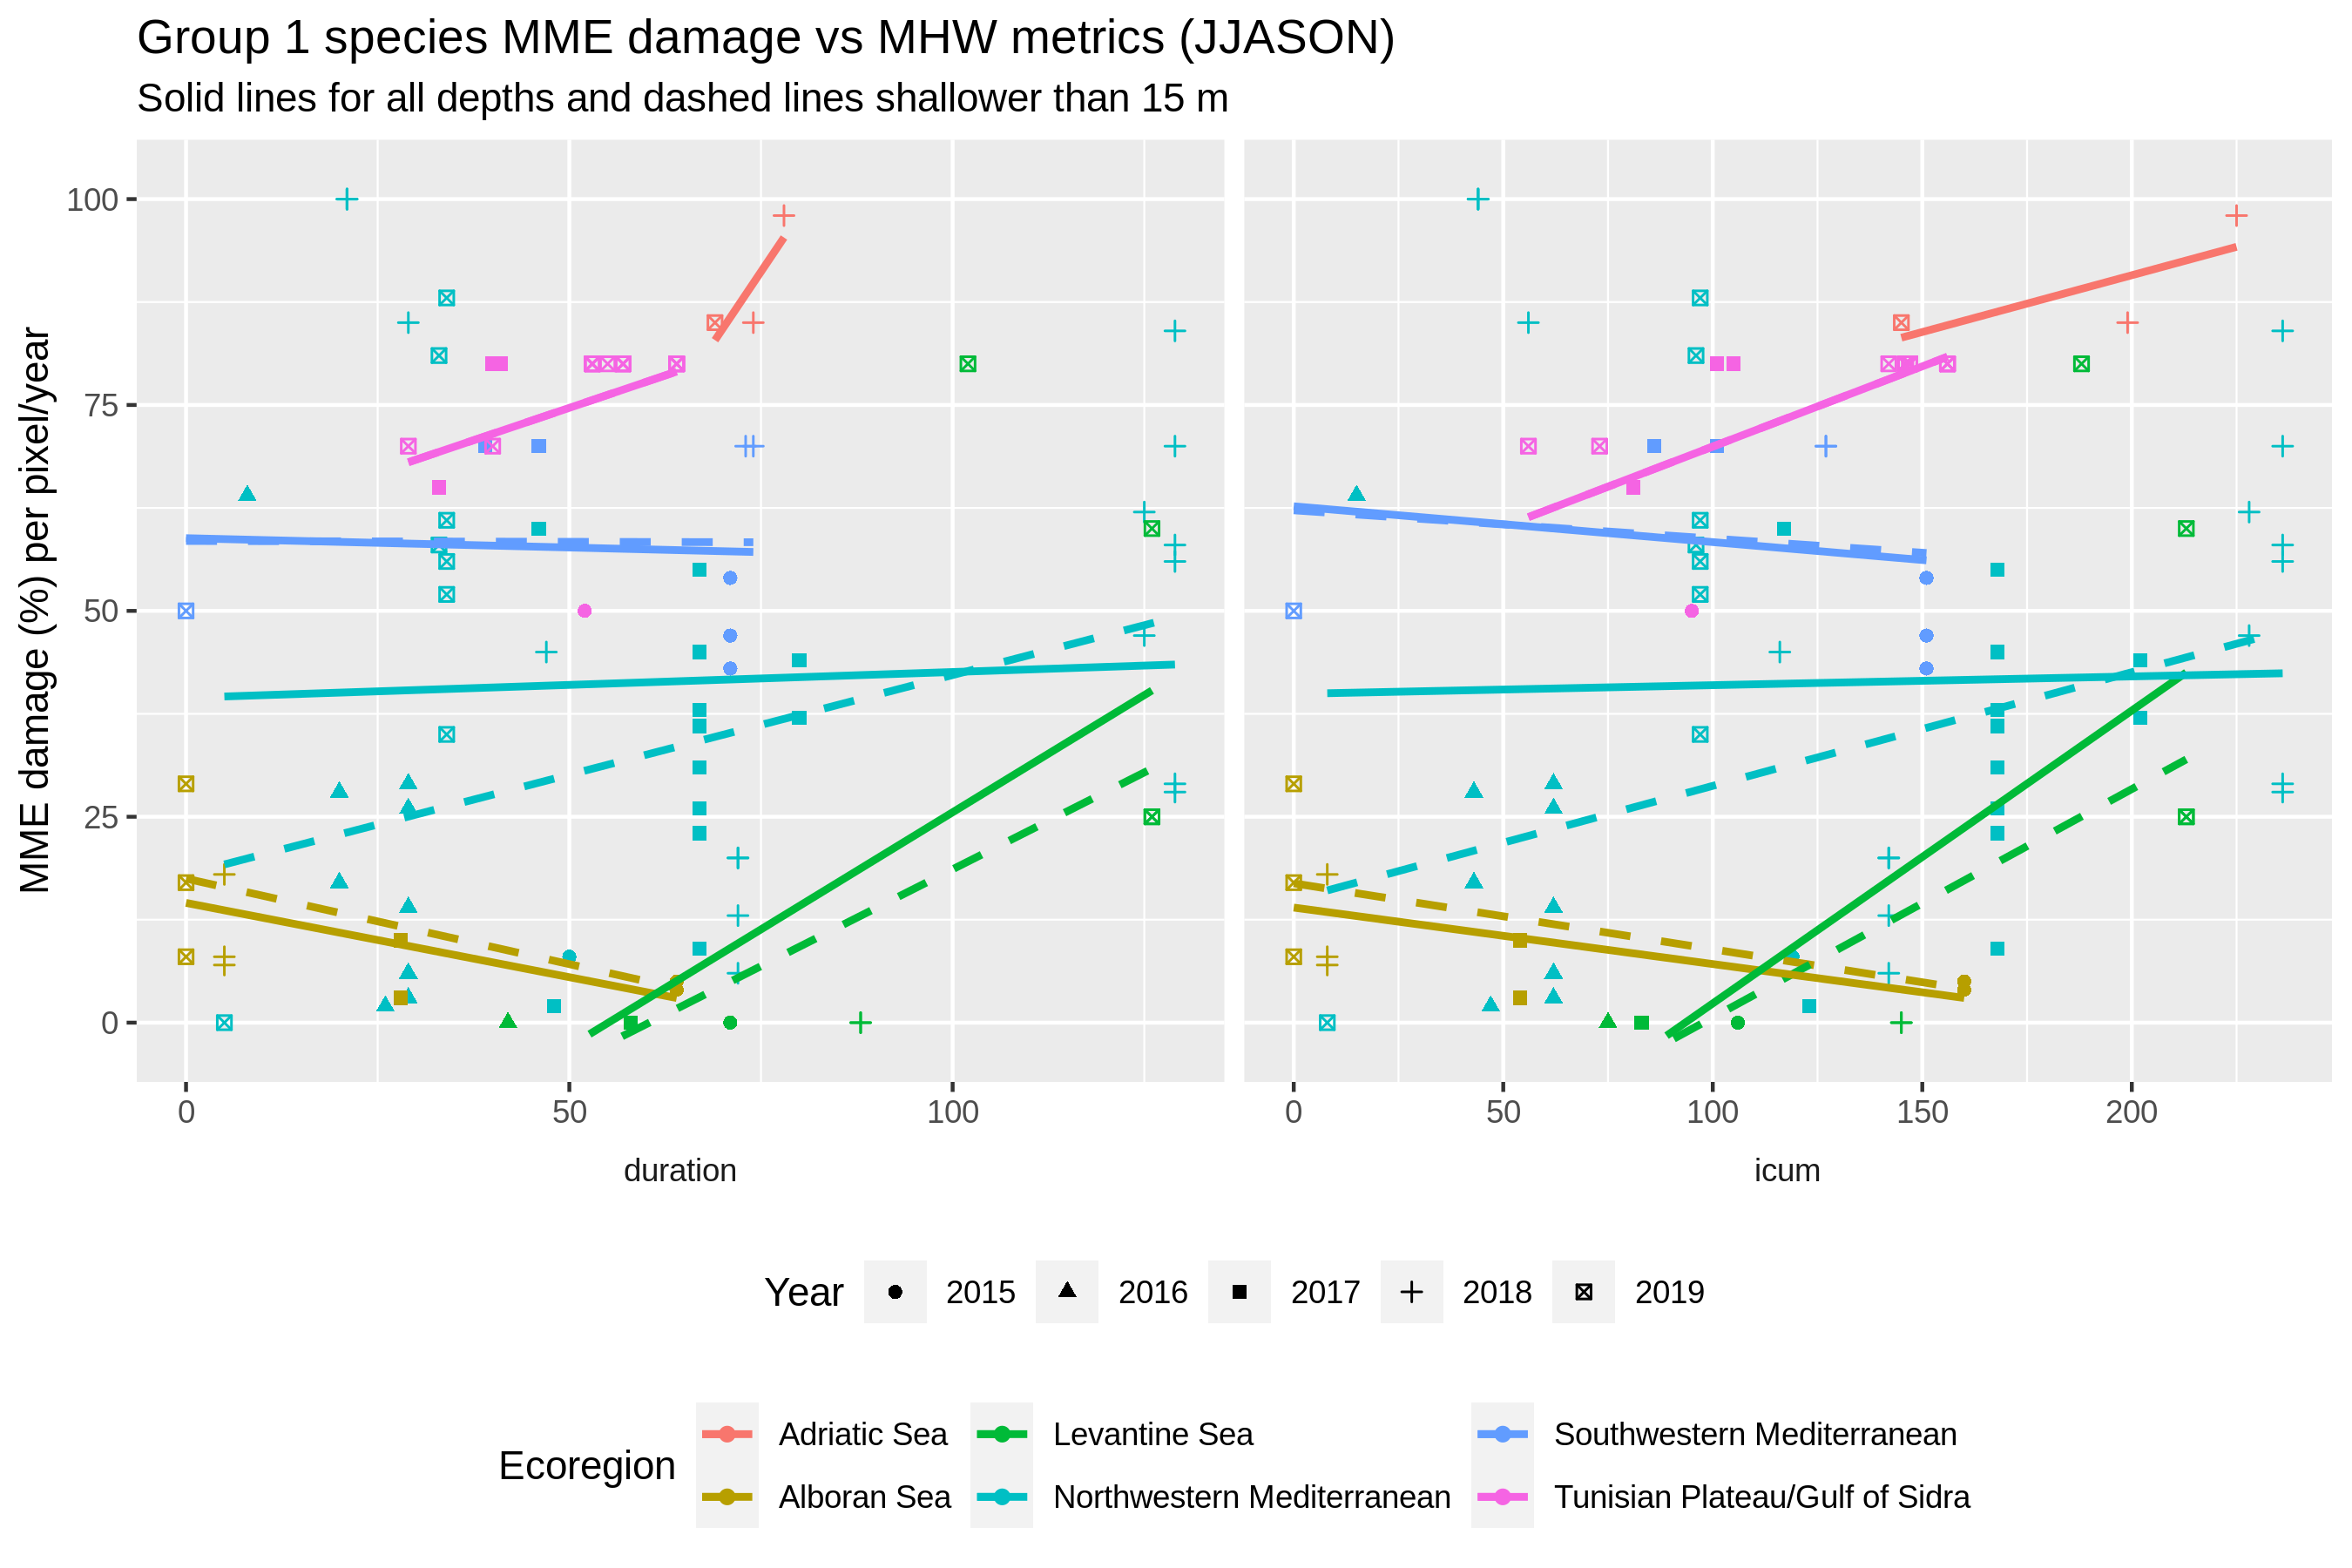 Group 1 species MME damage vs MHW metrics (JJASON)
Solid lines for all depths and dashed lines shallower than 15 m
MME damage (%) per pixel/year
100
75
50
25
0
0 50 100
0 50 100 150 200
duration
icum
Year 2015 2016 2017 2018 2019
Ecoregion
Adriatic Sea Levantine Sea Southwestern Mediterranean
Alboran Sea Northwestern Mediterranean Tunisian Plateau/Gulf of Sidra